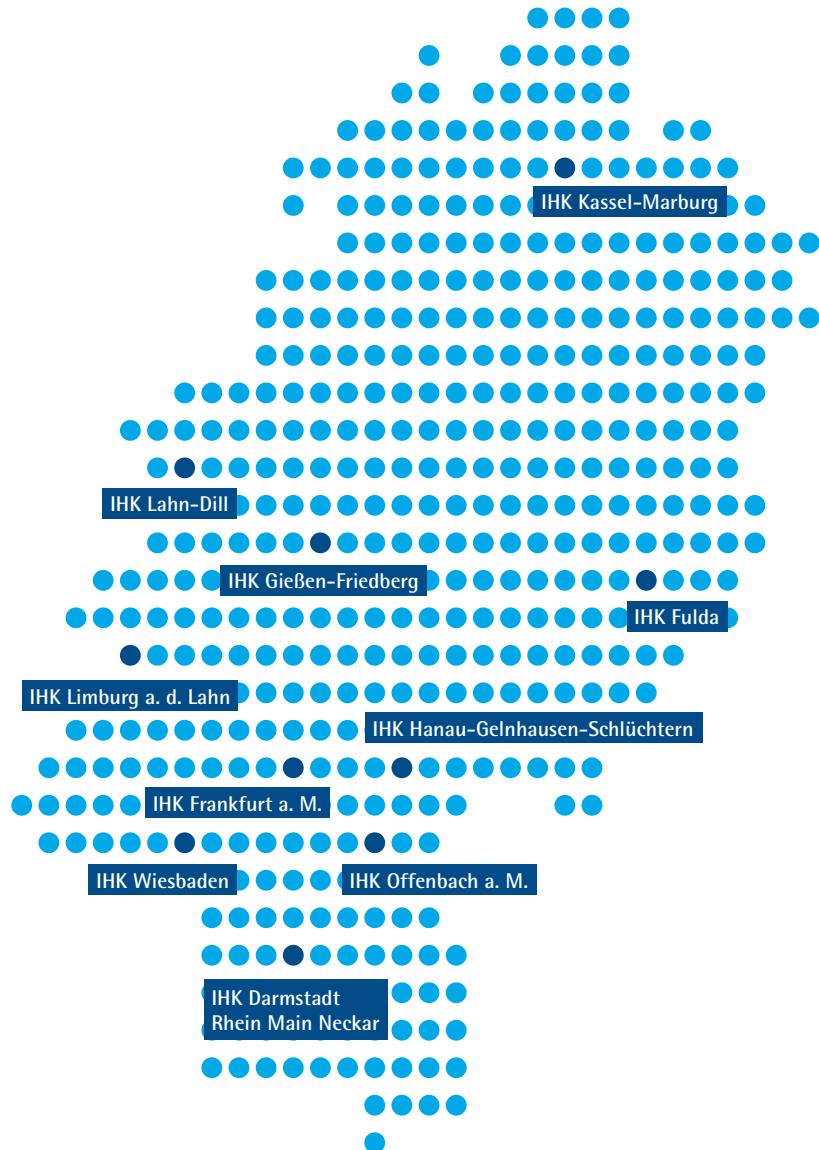 IHK Kassel-Marburg
IHK Lahn-Dill
IHK Gießen-Friedberg
IHK Fulda
IHK Limburg a. d. Lahn
IHK Hanau-Gelnhausen-Schlüchtern
IHK Frankfurt a. M.
IHK Wiesbaden
IHK Offenbach a. M.
IHK Darmstadt
Rhein Main Neckar